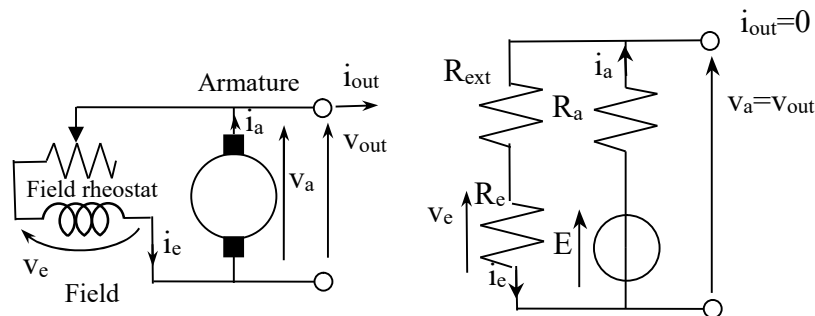 Armature
i_out
i_a
v_out
v_a
Field rheostat
v_e
i_e
Field
i_out=0
R_ext
i_a
R_a
v_a=v_out
R_e
v_e
E
i_e